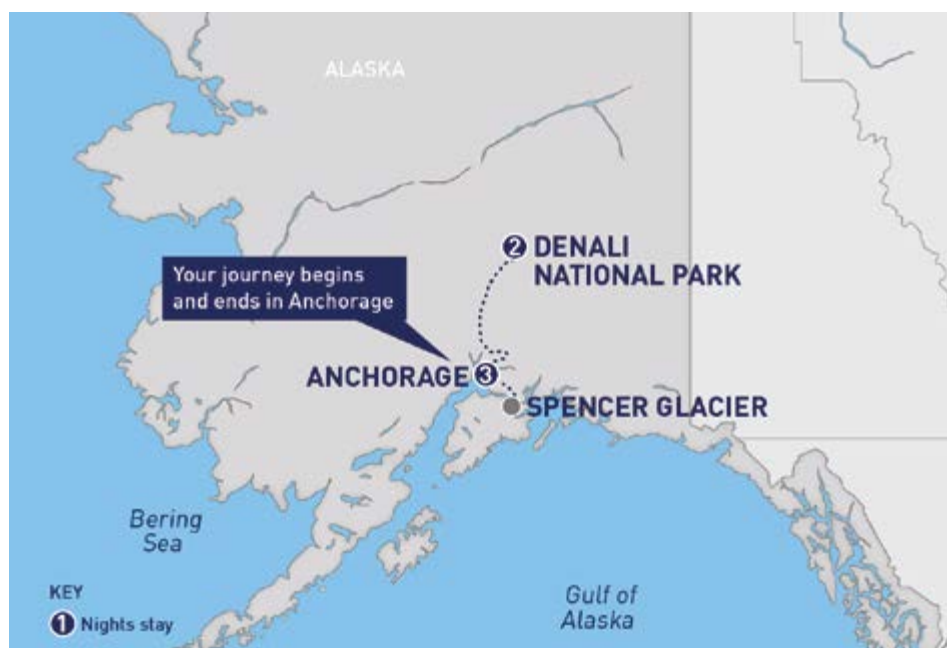 ALASKA
2 DENALI
NATIONAL PARK
Your journey begins
and ends in Anchorage
ANCHORAGE 3
SPENCER GLACIER
Bering
Sea
Gulf of
Alaska
KEY
1 Nights stay